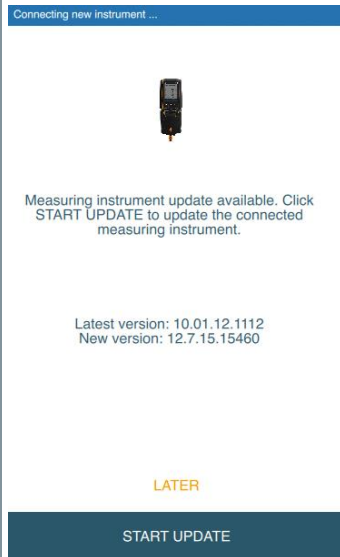 Connecting new instrument ...
Measuring instrument update available. Click
START UPDATE to update the connected
measuring instrument.
Latest version: 10.01.12.1112
New version: 12.7.15.15460
LATER
START UPDATE